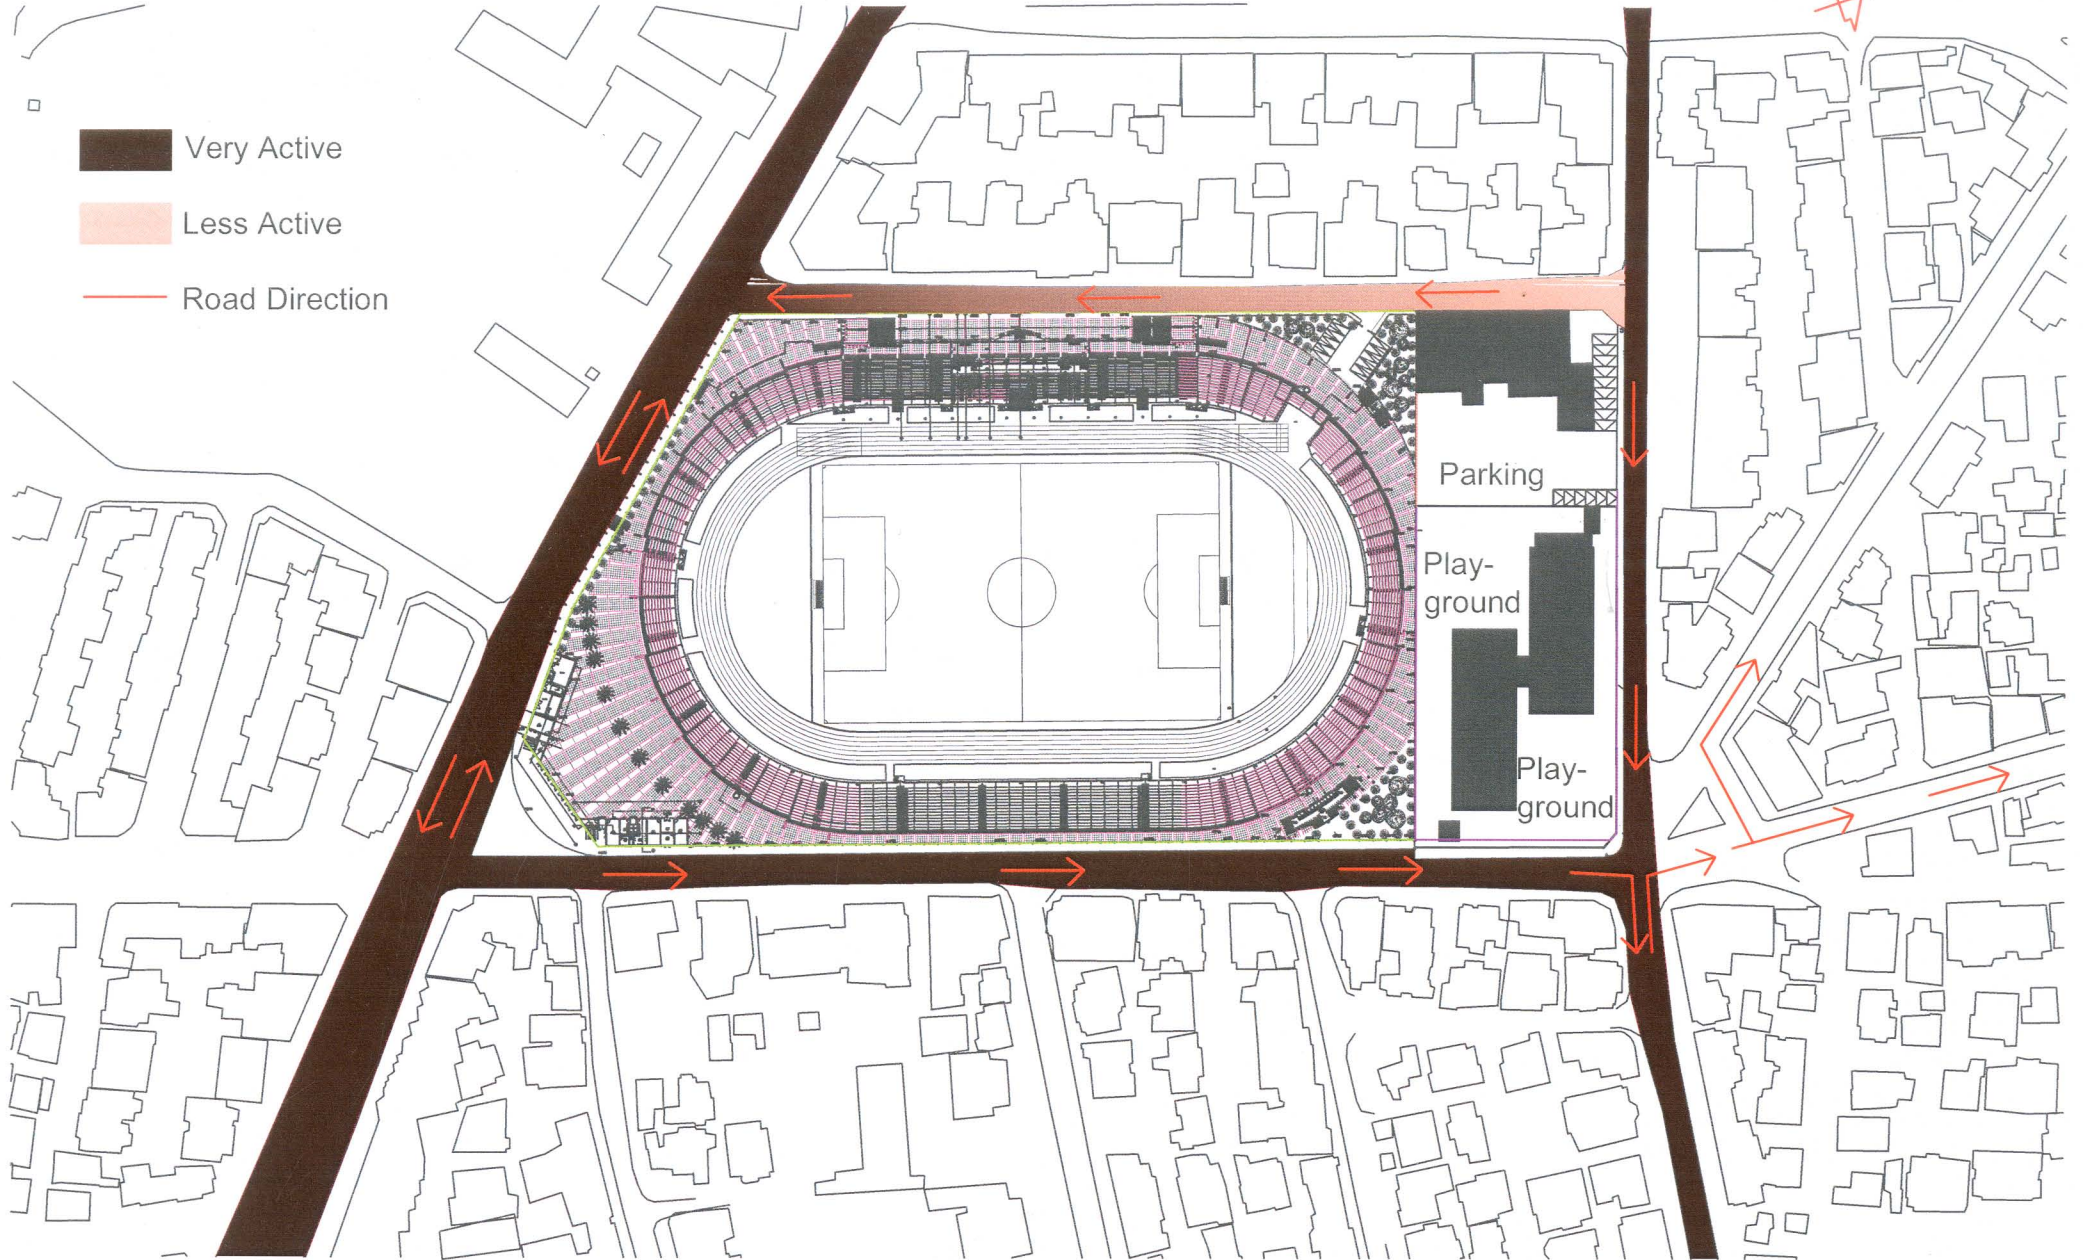 Very Active
Less Active
Road Direction
Parking
Play-
ground
Play-
ground